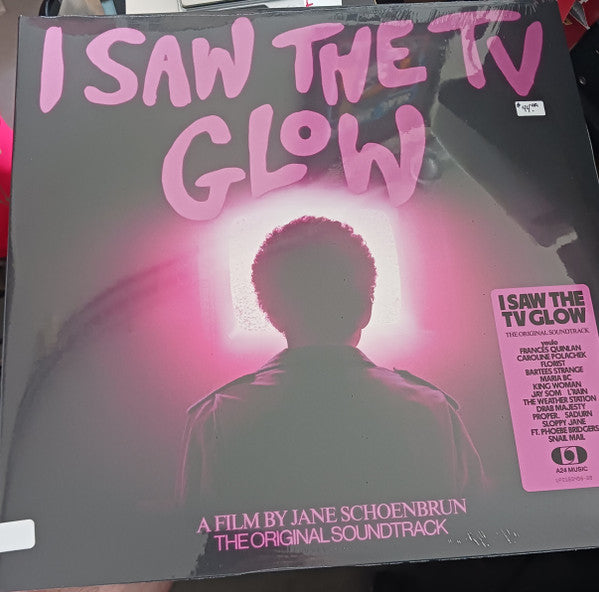 I SAW THE TV
GLOW
$44.99
I SAW THE
TV GLOW
THE ORIGINAL SOUNDTRACK
yeule
FRANCES QUINLAN
CAROLINE POLACHEK
FLORIST
BARTEES STRANGE
MARIA BC
KING WOMAN
JAY SOM L'RAIN
THE WEATHER STATION
DRAB MAJESTY
PROPER. SADURN
SLOPPY JANE
FT. PHOEBE BRIDGERS
SNAIL MAIL
A24 MUSIC
A FILM BY JANE SCHOENBRUN
THE ORIGINAL SOUNDTRACK